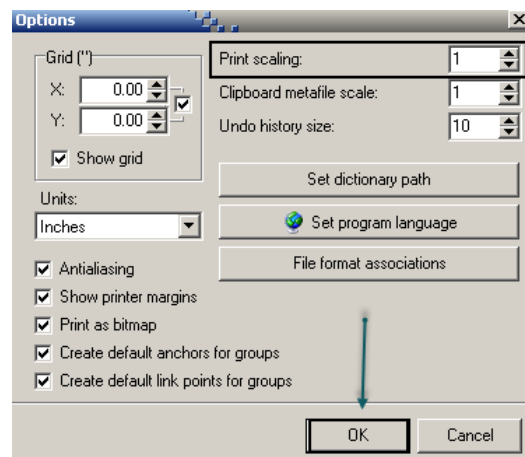 Options
Grid ('')
X: 0.00
Y: 0.00
Show grid
Units:
Inches
Antialiasing
Show printer margins
Print as bitmap
Create default anchors for groups
Create default link points for groups
Print scaling: 1
Clipboard metafile scale: 1
Undo history size: 10
Set dictionary path
Set program language
File format associations
OK
Cancel